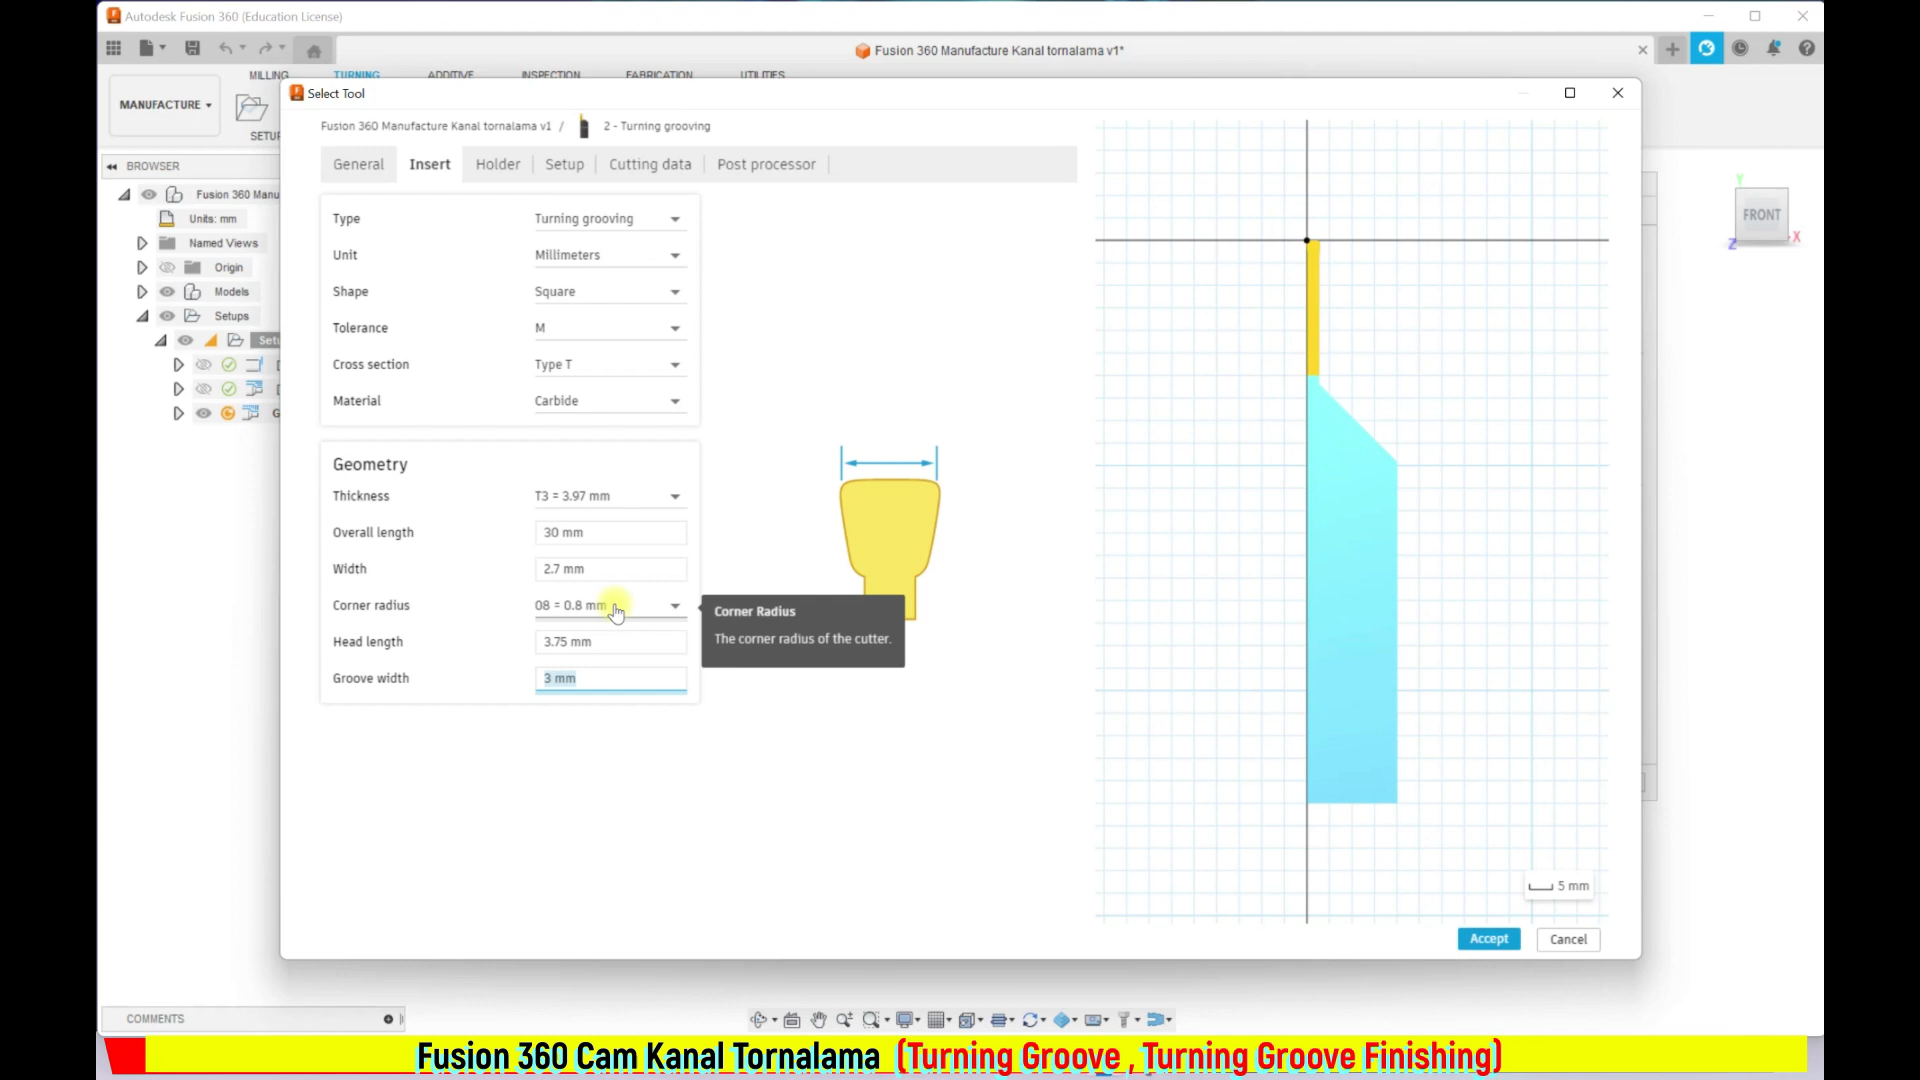 Autodesk Fusion 360 (Education License)
Fusion 360 Manufacture Kanal tornalama v1*
MILLING TURNING ADDITIVE INSPECTION FABRICATION UTILITIES
MANUFACTURE
SETUP
Select Tool
Fusion 360 Manufacture Kanal tornalama v1 / 2 - Turning grooving
General Insert Holder Setup Cutting data Post processor
BROWSER
Fusion 360 Manu
Units: mm
Named Views
Origin
Models
Setups
Setu
G
Type Turning grooving
Unit Millimeters
Shape Square
Tolerance M
Cross section Type T
Material Carbide
Geometry
Thickness T3 = 3.97 mm
Overall length 30 mm
Width 2.7 mm
Corner radius 08 = 0.8 mm
Head length 3.75 mm
Groove width 3 mm
Corner Radius
The corner radius of the cutter.
Y
FRONT
Z
X
5 mm
Accept Cancel
COMMENTS
Fusion 360 Cam Kanal Tornalama (Turning Groove , Turning Groove Finishing)